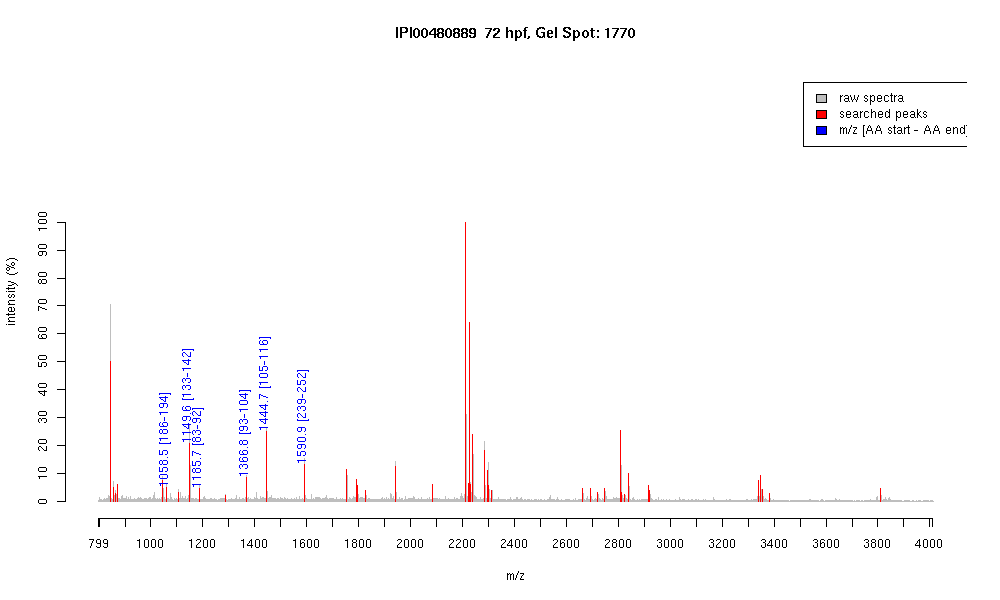 IPI00480889 72 hpf, Gel Spot: 1770
raw spectra
searched peaks
m/z [AA start - AA end]
intensity (%)
100
90
80
70
60
50
40
30
20
10
0
1058.5 [186-194]
1149.6 [133-142]
1185.7 [83-92]
1366.8 [93-104]
1444.7 [105-116]
1590.9 [239-252]
799 1000 1200 1400 1600 1800 2000 2200 2400 2600 2800 3000 3200 3400 3600 3800 4000
m/z